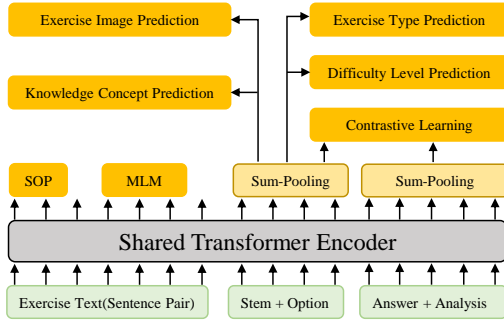 Exercise Image Prediction
Exercise Type Prediction
Knowledge Concept Prediction
Difficulty Level Prediction
Contrastive Learning
SOP
MLM
Sum-Pooling
Sum-Pooling
Shared Transformer Encoder
Exercise Text(Sentence Pair)
Stem + Option
Answer + Analysis